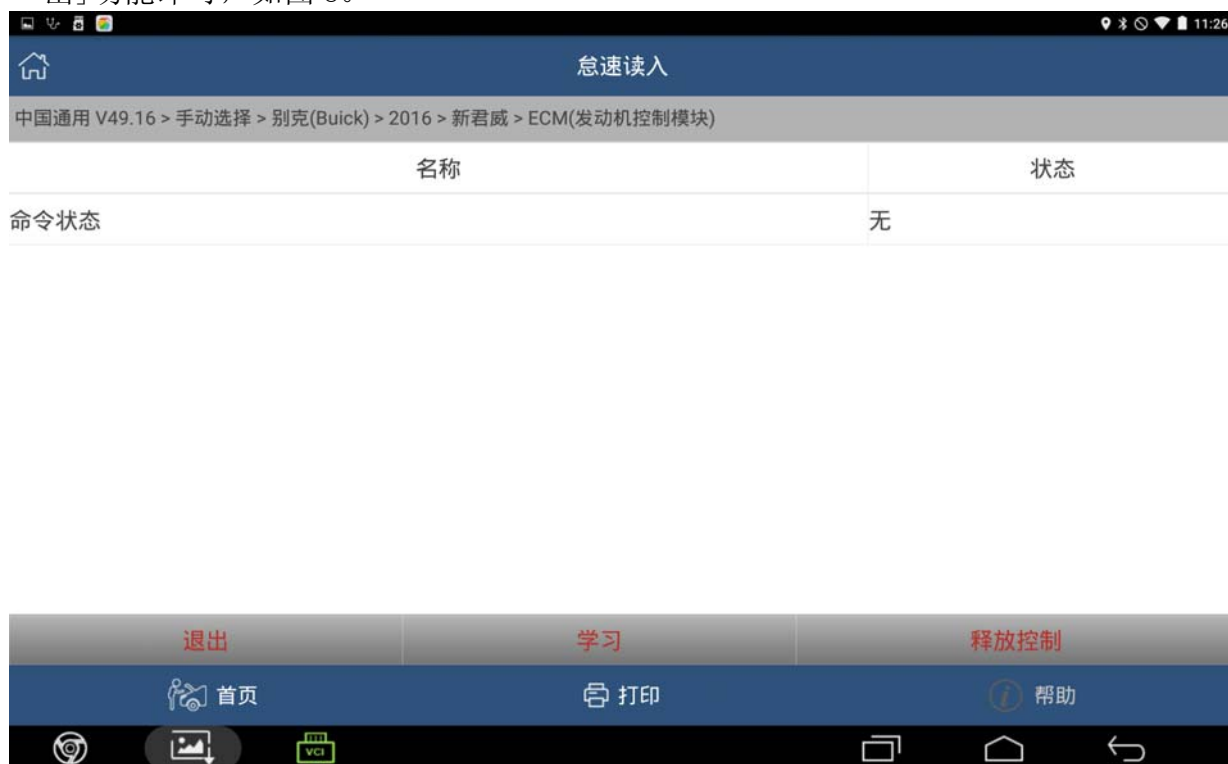 11:26
怠速读入
中国通用 V49.16 > 手动选择 > 别克(Buick) > 2016 > 新君威 > ECM(发动机控制模块)
名称 状态
命令状态 无
退出 学习 释放控制
首页 打印 帮助
VCI